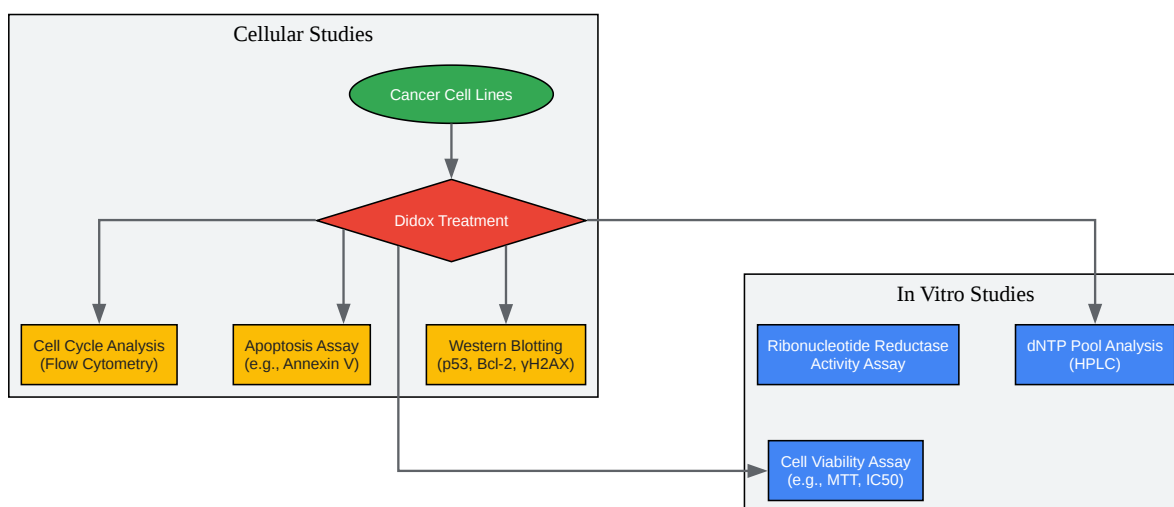 Cellular Studies
Cancer Cell Lines
Didox Treatment
Cell Cycle Analysis
(Flow Cytometry)
Apoptosis Assay
(e.g., Annexin V)
Western Blotting
(p53, Bcl-2, γH2AX)
In Vitro Studies
Ribonucleotide Reductase
Activity Assay
dNTP Pool Analysis
(HPLC)
Cell Viability Assay
(e.g., MTT, IC50)